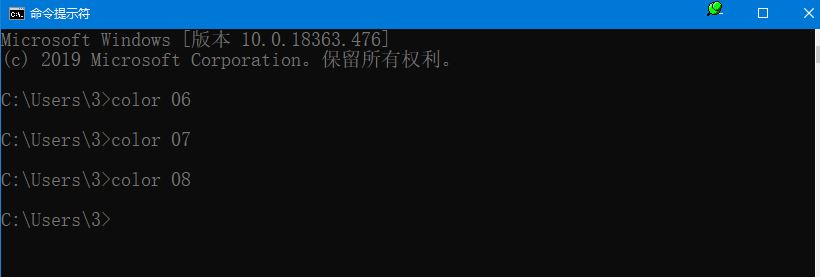 命令提示符
Microsoft Windows [版本 10.0.18363.476]
(c) 2019 Microsoft Corporation。保留所有权利。
C:\Users\3>color 06
C:\Users\3>color 07
C:\Users\3>color 08
C:\Users\3>